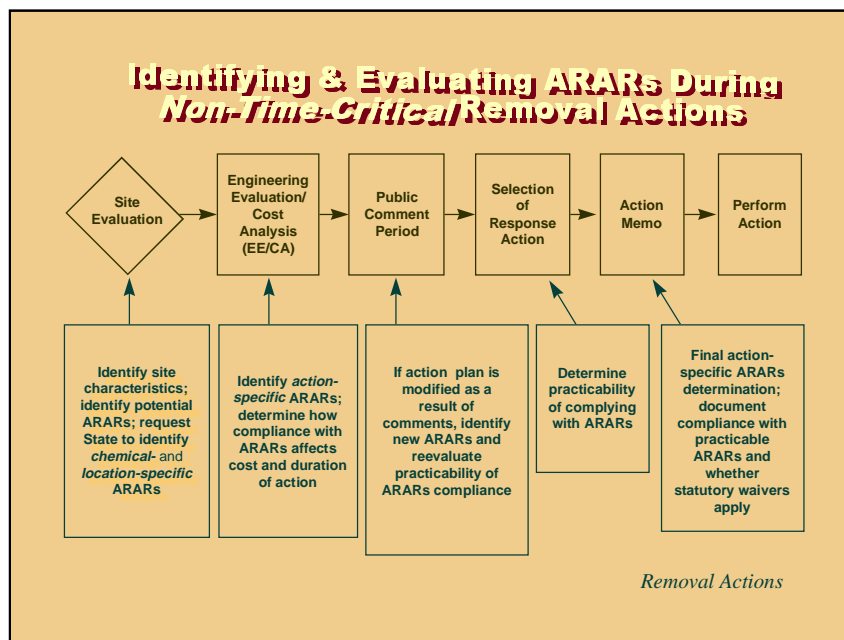 Identifying & Evaluating ARARs During
Non-Time-Critical Removal Actions
Site
Evaluation
Engineering
Evaluation/
Cost
Analysis
(EE/CA)
Public
Comment
Period
Selection
of
Response
Action
Action
Memo
Perform
Action
Identify site
characteristics;
identify potential
ARARs; request
State to identify
chemical- and
location-specific
ARARs
Identify action-
specific ARARs;
determine how
compliance with
ARARs affects
cost and duration
of action
If action plan is
modified as a
result of
comments, identify
new ARARs and
reevaluate
practicability of
ARARs compliance
Determine
practicability
of complying
with ARARs
Final action-
specific ARARs
determination;
document
compliance with
practicable
ARARs and
whether
statutory waivers
apply
Removal Actions